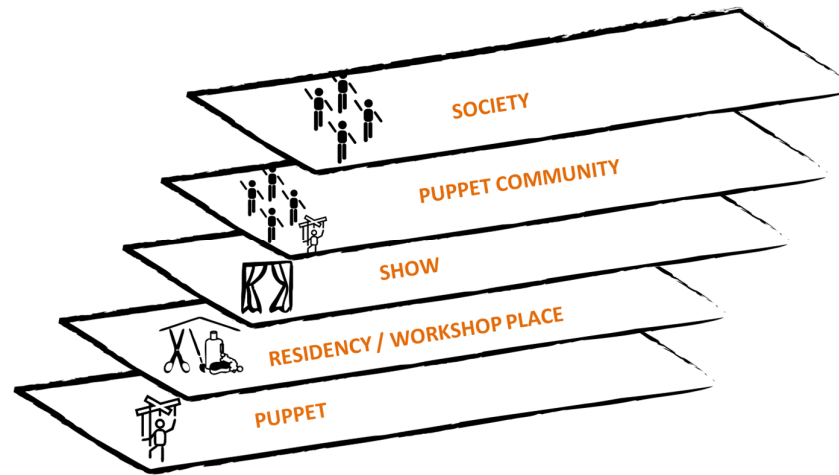 SOCIETY
PUPPET COMMUNITY
SHOW
RESIDENCY / WORKSHOP PLACE
PUPPET